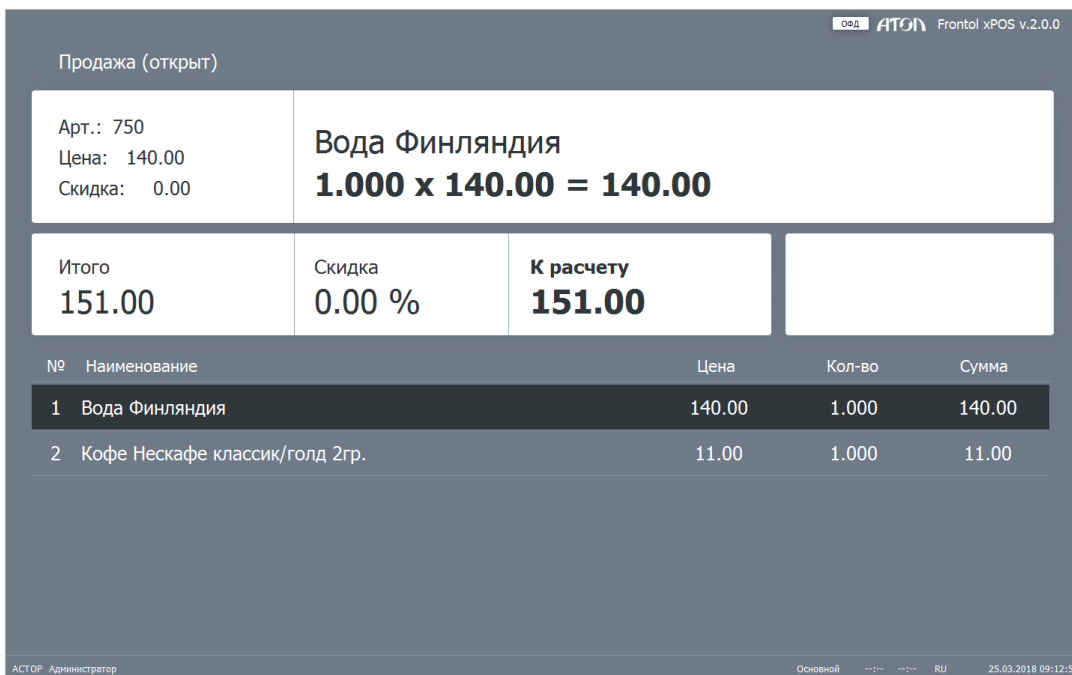 ОФД АТОЛ Frontol xPOS v.2.0.0
Продажа (открыт)
Арт.: 750
Цена: 140.00
Скидка: 0.00
Вода Финляндия
1.000 x 140.00 = 140.00
Итого
151.00
Скидка
0.00 %
К расчету
151.00
№ Наименование Цена Кол-во Сумма
1 Вода Финляндия 140.00 1.000 140.00
2 Кофе Нескафе классик/голд 2гр. 11.00 1.000 11.00
АСТОР Администратор Основной --:-- --:-- RU 25.03.2018 09:12:5